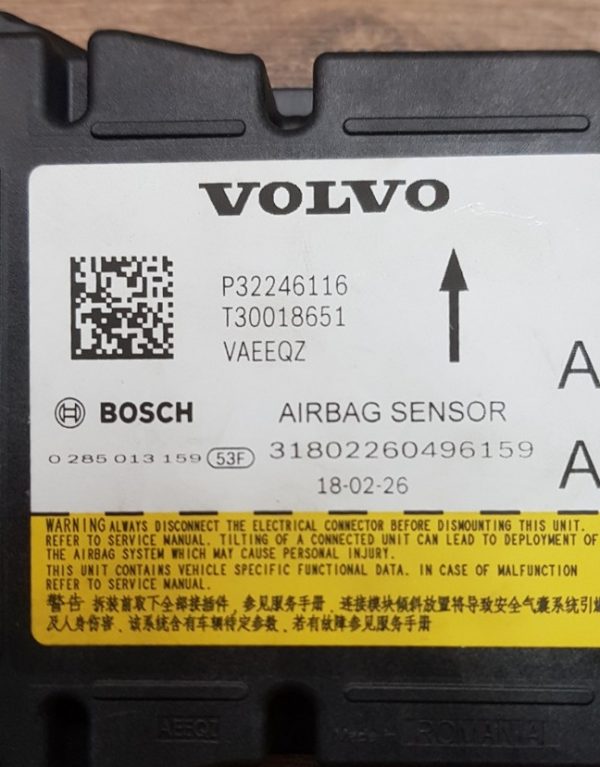 VOLVO
P32246116
T30018651
VAEEQZ
A
BOSCH AIRBAG SENSOR
0 285 013 159 53F 31802260496159
A
18-02-26
WARNING ALWAYS DISCONNECT THE ELECTRICAL CONNECTOR BEFORE DISMOUNTING THIS UNIT.
REFER TO SERVICE MANUAL. TILTING OF A CONNECTED UNIT CAN LEAD TO DEPLOYMENT OF
THE AIRBAG SYSTEM WHICH MAY CAUSE PERSONAL INJURY.
THIS UNIT CONTAINS VEHICLE SPECIFIC FUNCTIONAL DATA. IN CASE OF MALFUNCTION
REFER TO SERVICE MANUAL.
警告 拆装首取下全部接插件，参见服务手册．连接模块倾斜放置将导致安全气囊系统引爆
及人身伤害．该系统含有车辆特定参数．若有故障参见服务手册
AEEQZ Made in ROMANIA